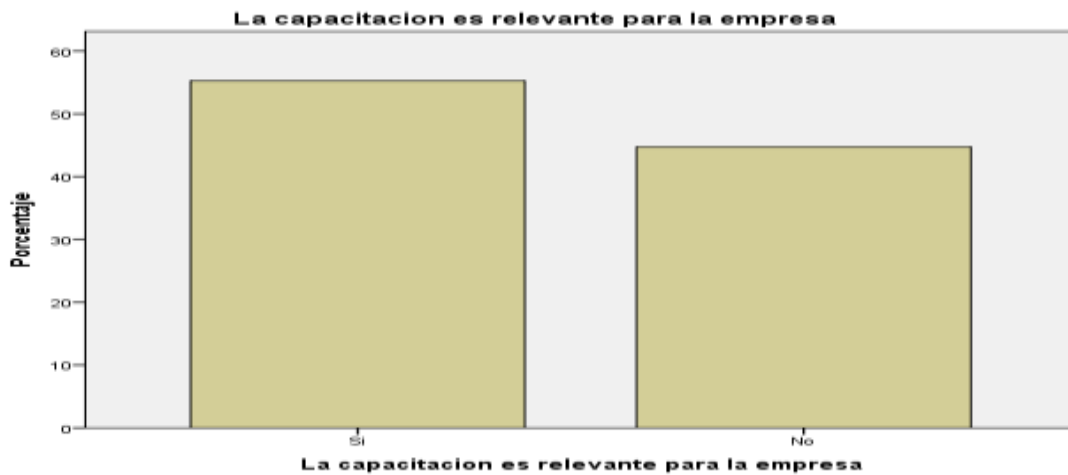 La capacitacion es relevante para la empresa
Porcentaje
60
50
40
30
20
10
0
Si
No
La capacitacion es relevante para la empresa